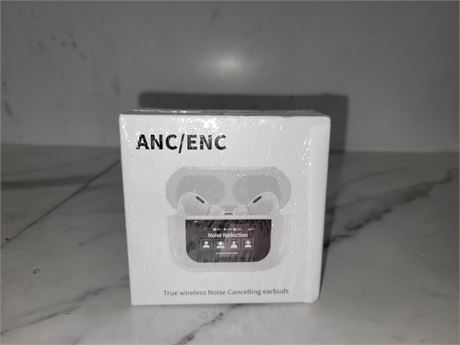 ANC/ENC
Noise Reduction
True wireless Noise Cancelling earbuds